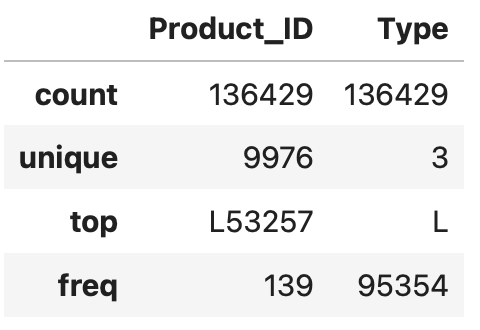 Product_ID Type
count 136429 136429
unique 9976 3
top L53257 L
freq 139 95354